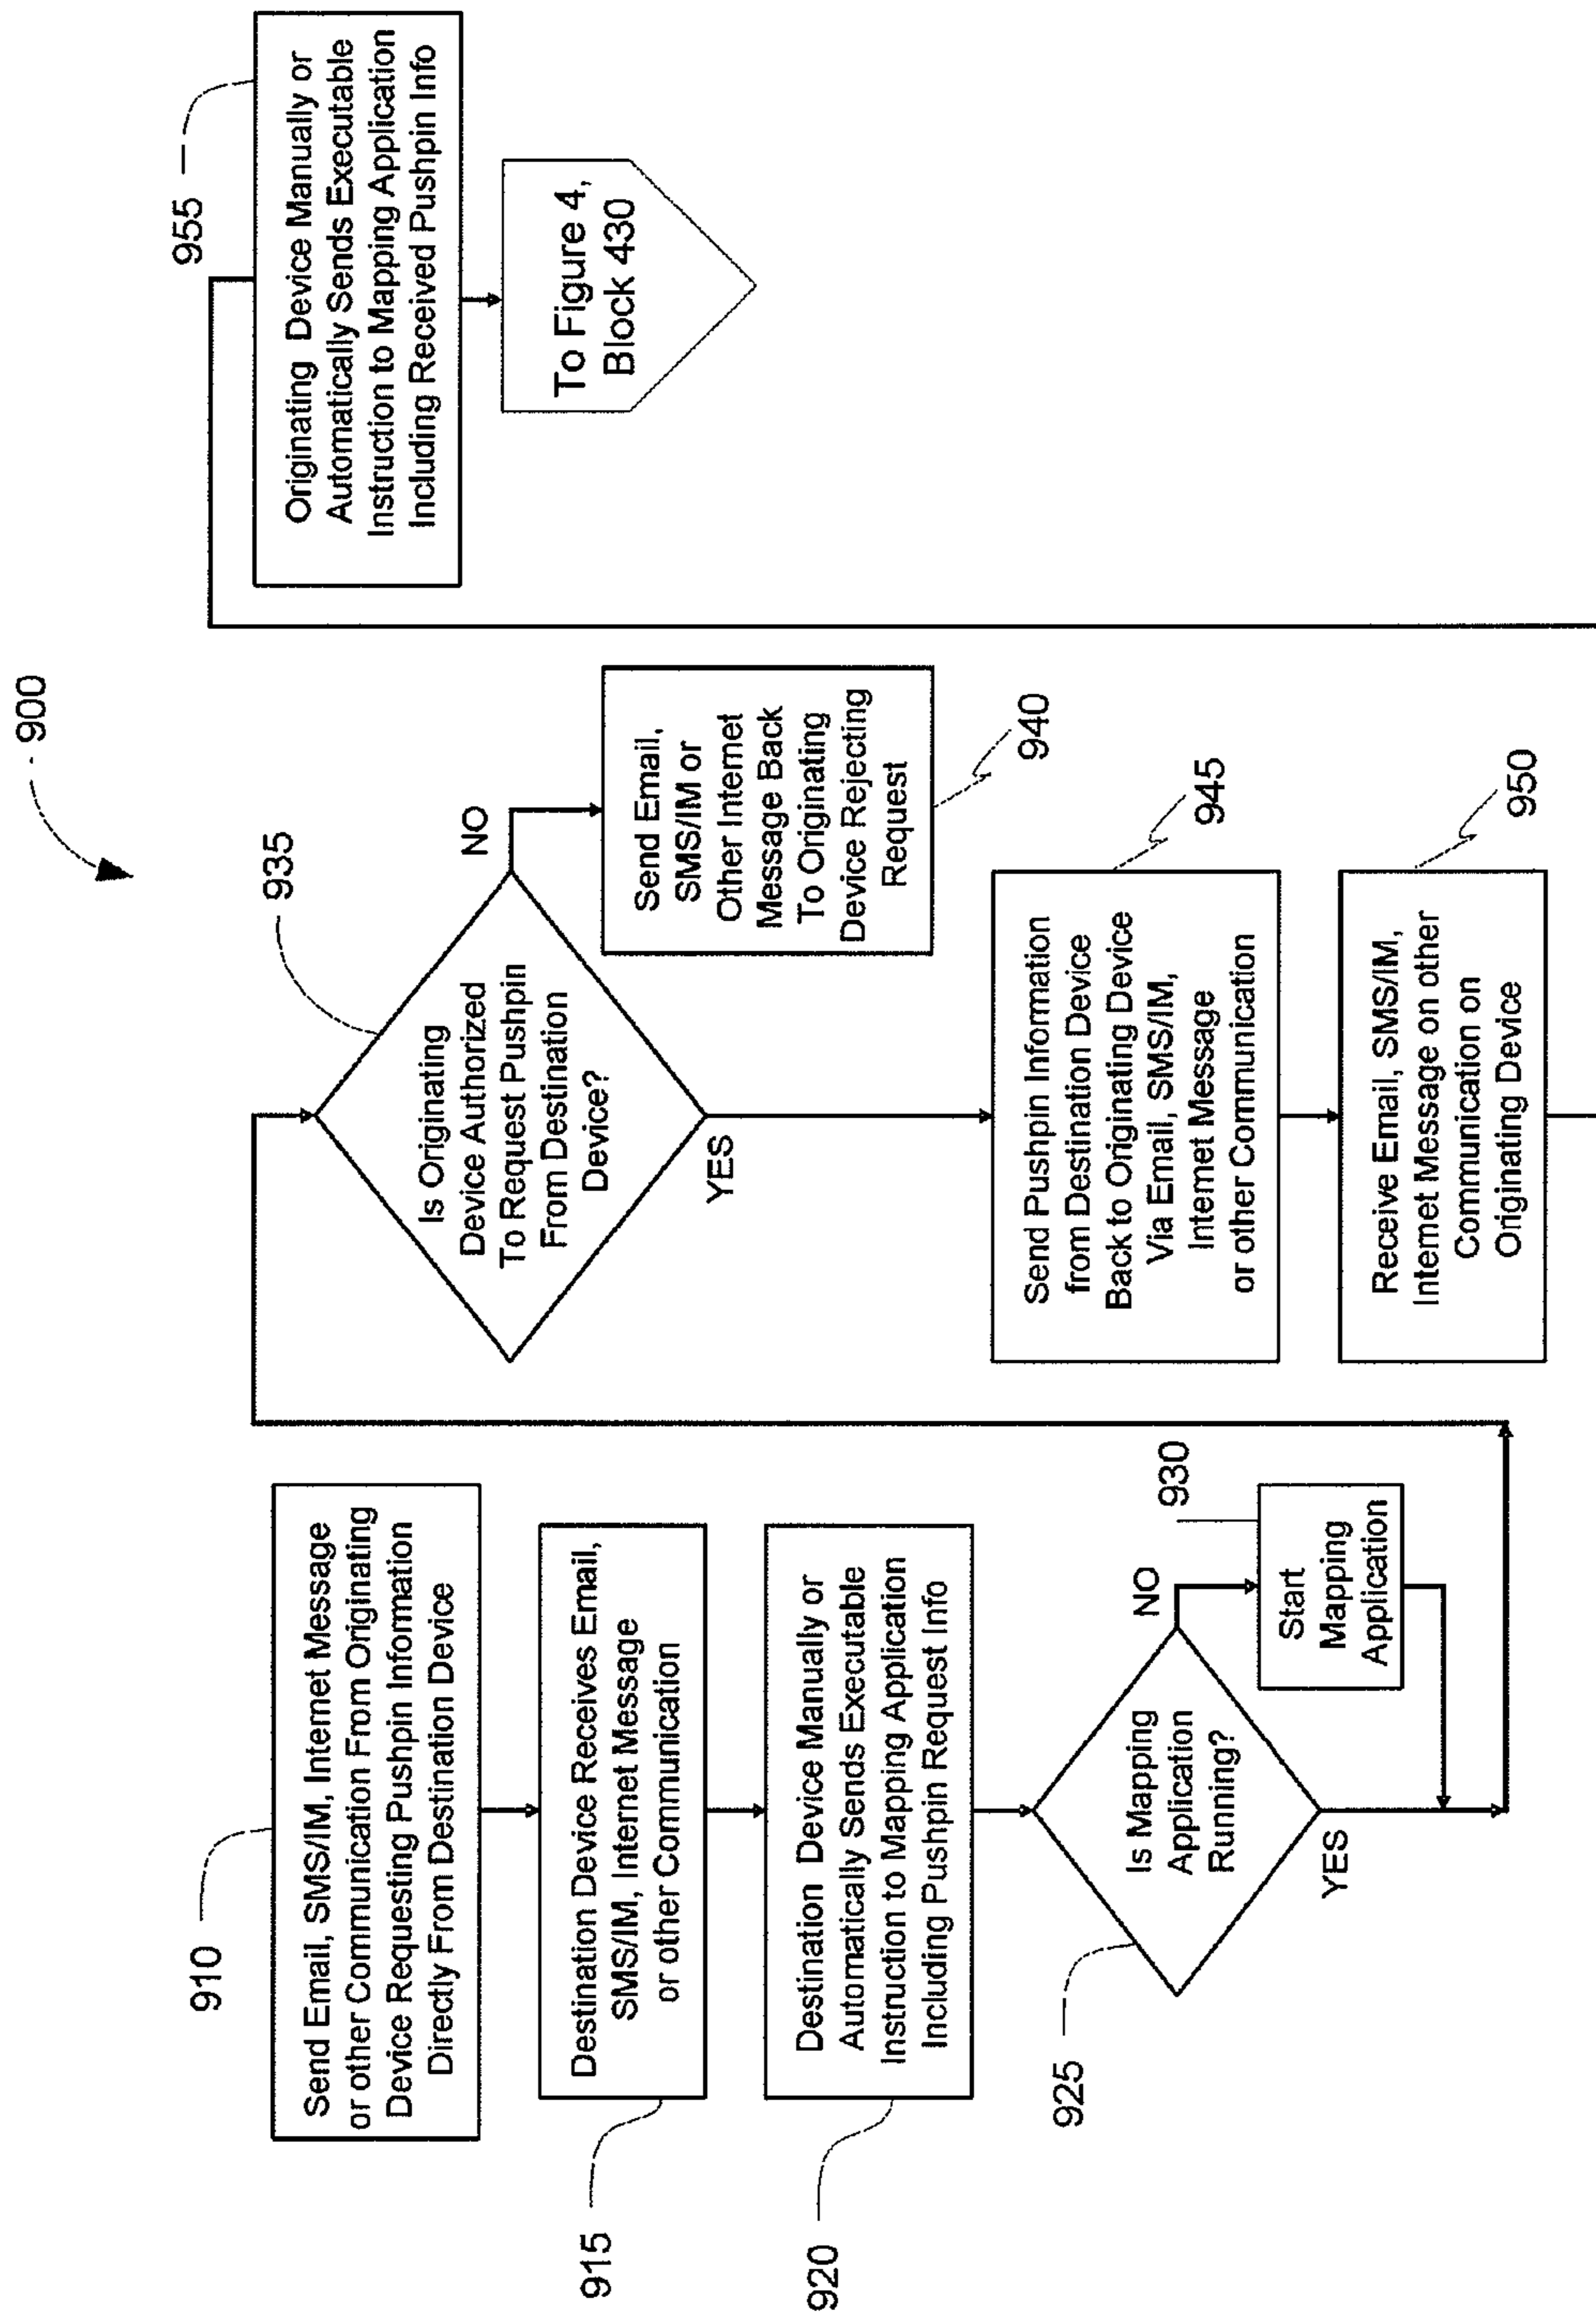 900
910
Send Email, SMS/IM, Internet Message
or other Communication From Originating
Device Requesting Pushpin Information
Directly From Destination Device
915
Destination Device Receives Email,
SMS/IM, Internet Message
or other Communication
920
Destination Device Manually or
Automatically Sends Executable
Instruction to Mapping Application
Including Pushpin Request Info
925
Is Mapping
Application
Running?
NO
YES
930
Start
Mapping
Application
935
Is Originating
Device Authorized
To Request Pushpin
From Destination
Device?
NO
YES
Send Email,
SMS/IM or
Other Internet
Message Back
To Originating
Device Rejecting
Request
940
Send Pushpin Information
from Destination Device
Back to Originating Device
Via Email, SMS/IM,
Internet Message
or other Communication
945
Receive Email, SMS/IM,
Internet Message on other
Communication on
Originating Device
950
955
Originating Device Manually or
Automatically Sends Executable
Instruction to Mapping Application
Including Received Pushpin Info
To Figure 4,
Block 430